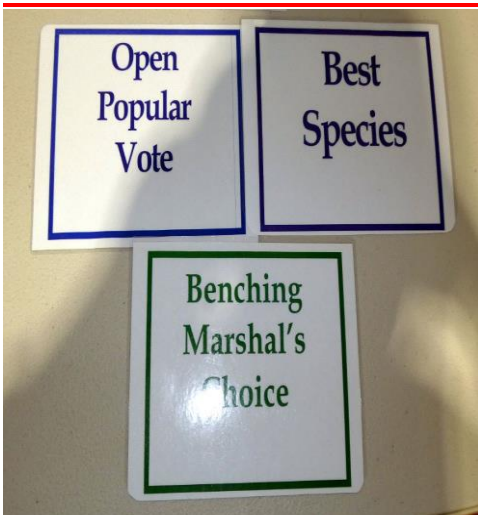 Open
Popular
Vote
Best
Species
Benching
Marshal's
Choice